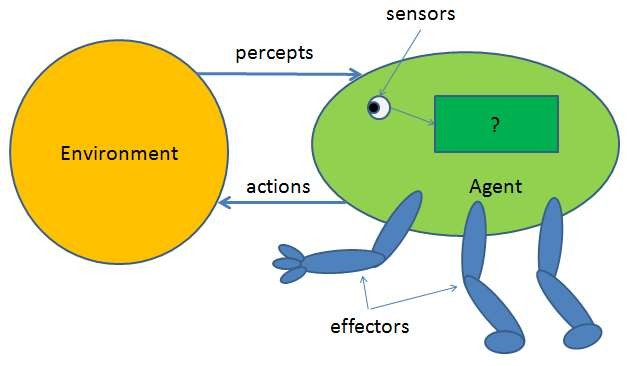 sensors
percepts
?
Environment
actions
Agent
effectors